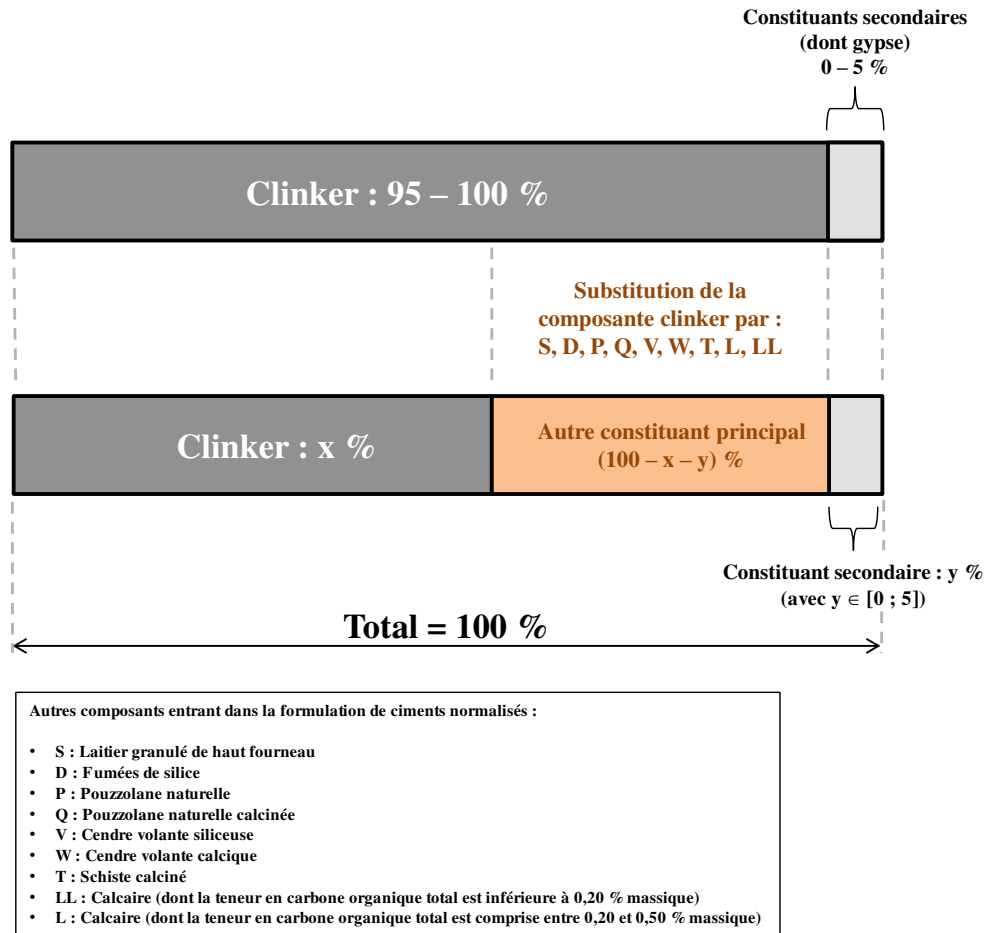 Constituants secondaires
(dont gypse)
0 – 5 %
Clinker : 95 – 100 %
Substitution de la
composante clinker par :
S, D, P, Q, V, W, T, L, LL
Clinker : x %
Autre constituant principal
(100 – x – y) %
Constituant secondaire : y %
(avec y ∈ [0 ; 5])
Total = 100 %
Autres composants entrant dans la formulation de ciments normalisés :
• S : Laitier granulé de haut fourneau
• D : Fumées de silice
• P : Pouzzolane naturelle
• Q : Pouzzolane naturelle calcinée
• V : Cendre volante siliceuse
• W : Cendre volante calcique
• T : Schiste calciné
• LL : Calcaire (dont la teneur en carbone organique total est inférieure à 0,20 % massique)
• L : Calcaire (dont la teneur en carbone organique total est comprise entre 0,20 et 0,50 % massique)